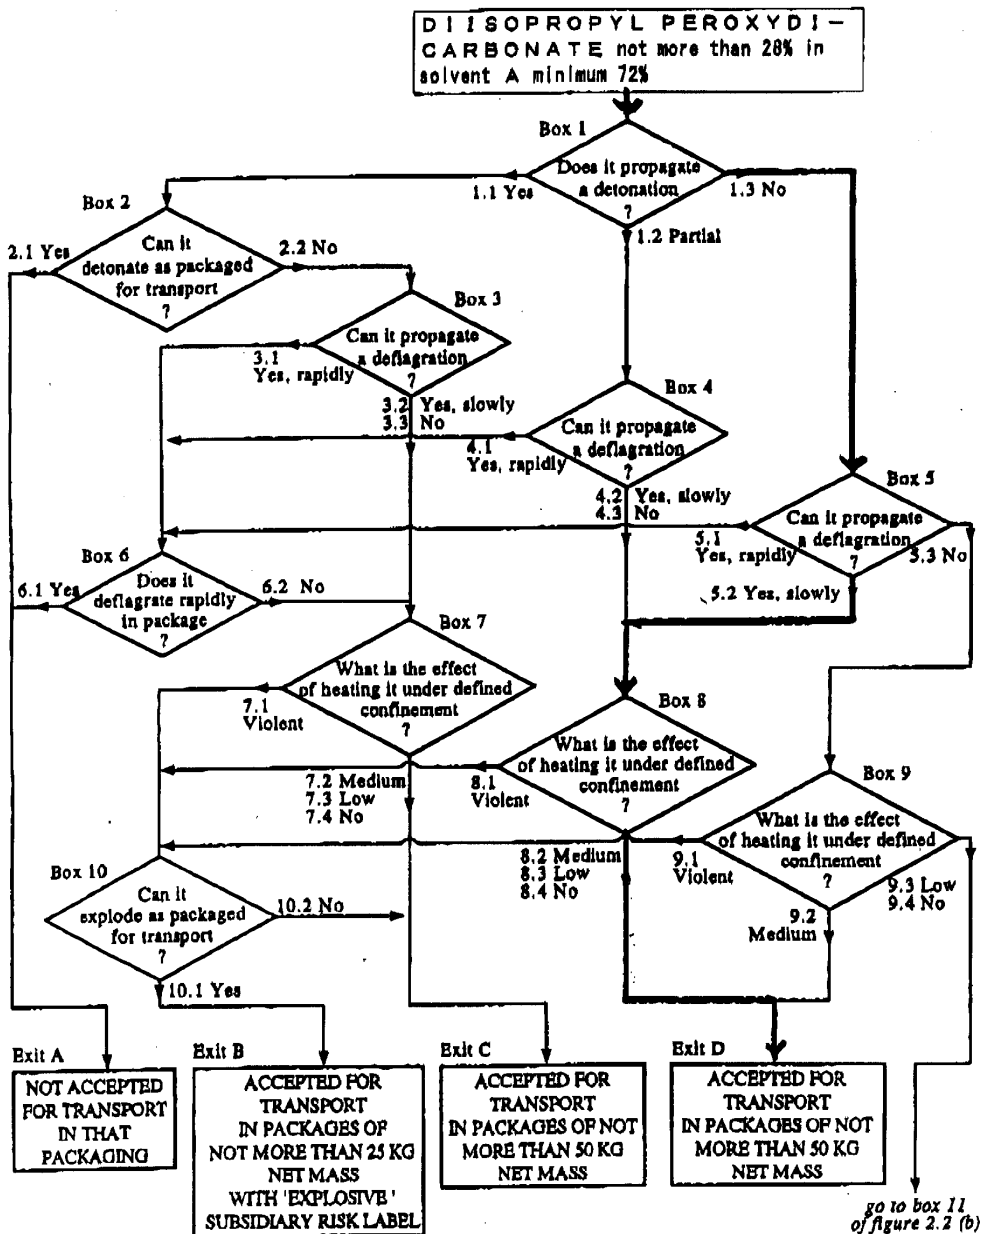 DIISOPROPYL PEROXYDI-
CARBONATE not more than 28% in
solvent A minimum 72%
Box 1
Does it propagate
a detonation
?
1.1 Yes
1.3 No
1.2 Partial
Box 2
Can it
detonate as packaged
for transport
?
2.1 Yes
2.2 No
Box 3
Can it propagate
a deflagration
?
3.1
Yes, rapidly
3.2 Yes, slowly
3.3 No
Box 4
Can it propagate
a deflagration
?
4.1
Yes, rapidly
4.2 Yes, slowly
4.3 No
Box 5
Can it propagate
a deflagration
?
5.1
Yes, rapidly
5.3 No
5.2 Yes, slowly
Box 6
Does it
deflagrate rapidly
in package
?
6.1 Yes
6.2 No
Box 7
What is the effect
of heating it under defined
confinement
?
7.1
Violent
7.2 Medium
7.3 Low
7.4 No
Box 8
What is the effect
of heating it under defined
confinement
?
8.1
Violent
8.2 Medium
8.3 Low
8.4 No
Box 9
What is the effect
of heating it under defined
confinement
?
9.1
Violent
9.3 Low
9.4 No
9.2
Medium
Box 10
Can it
explode as packaged
for transport
?
10.2 No
10.1 Yes
Exit A
NOT ACCEPTED
FOR TRANSPORT
IN THAT
PACKAGING
Exit B
ACCEPTED FOR
TRANSPORT
IN PACKAGES OF
NOT MORE THAN 25 KG
NET MASS
WITH 'EXPLOSIVE'
SUBSIDIARY RISK LABEL
Exit C
ACCEPTED FOR
TRANSPORT
IN PACKAGES OF NOT
MORE THAN 50 KG
NET MASS
Exit D
ACCEPTED FOR
TRANSPORT
IN PACKAGES OF NOT
MORE THAN 50 KG
NET MASS
go to box 11
of figure 2.2 (b)